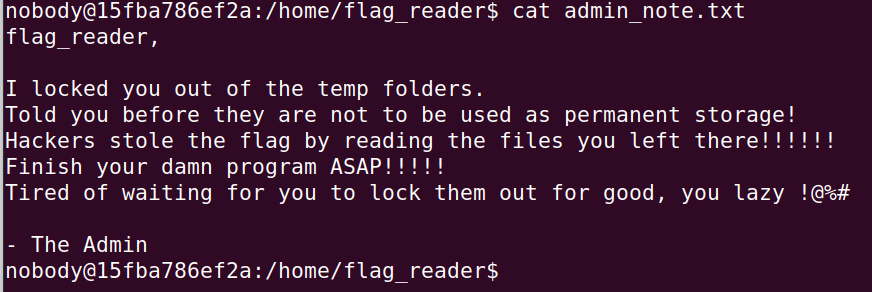 nobody@15fba786ef2a:/home/flag_reader$ cat admin_note.txt
flag_reader,
I locked you out of the temp folders.
Told you before they are not to be used as permanent storage!
Hackers stole the flag by reading the files you left there!!!!!!
Finish your damn program ASAP!!!!!
Tired of waiting for you to lock them out for good, you lazy !@%#
- The Admin
nobody@15fba786ef2a:/home/flag_reader$